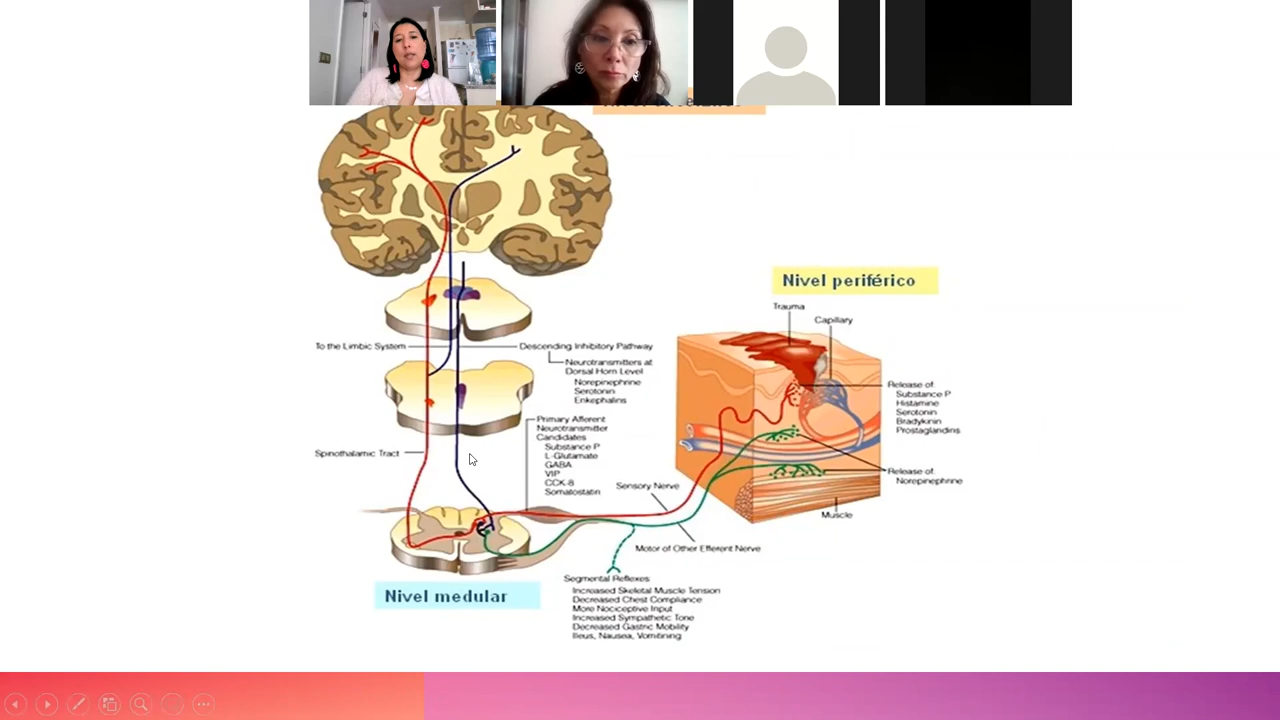 Nivel periférico
Trauma
Capillary
To the Limbic System
Descending Inhibitory Pathway
Neurotransmitters at
Dorsal Horn Level
Norepinephrine
Serotonin
Enkephalins
Release of:
Substance P
Histamine
Serotonin
Bradykinin
Prostaglandins
Primary Afferent
Neurotransmitter
Candidates
Substance P
L-Glutamate
GABA
VIP
CCK-8
Somatostatin
Spinothalamic Tract
Sensory Nerve
Release of:
Norepinephrine
Muscle
Motor of Other Efferent Nerve
Nivel medular
Segmental Reflexes:
Increased Skeletal Muscle Tension
Decreased Chest Compliance
More Nociceptive Input
Increased Sympathetic Tone
Decreased Gastric Mobility
Ileus, Nausea, Vomitining